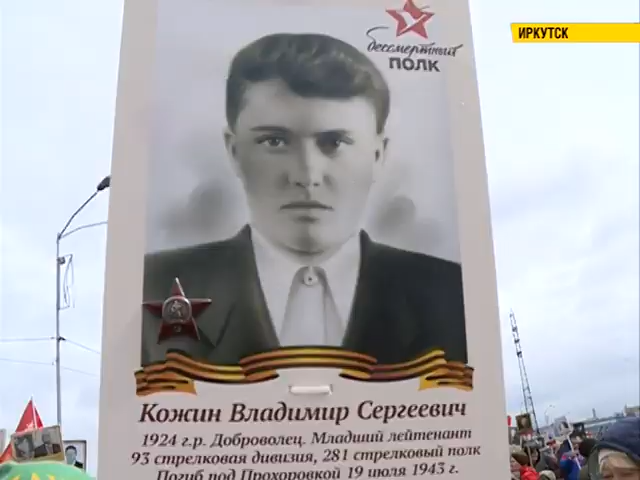 ИРКУТСК
бессмертный
ПОЛК
Кожин Владимир Сергеевич
1924 г.р. Доброволец. Младший лейтенант
93 стрелковая дивизия, 281 стрелковый полк
Погиб под Прохоровкой 19 июля 1943 г.